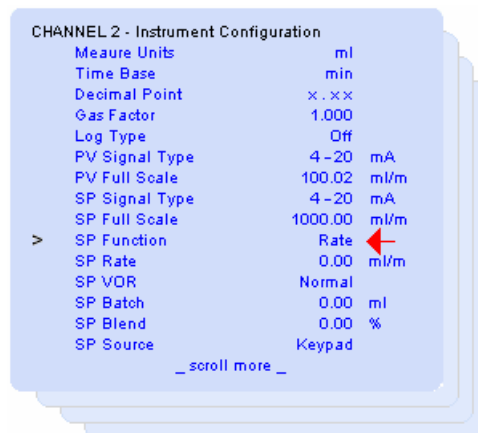 CHANNEL 2 - Instrument Configuration
Meaure Units ml
Time Base min
Decimal Point x.xx
Gas Factor 1.000
Log Type Off
PV Signal Type 4-20 mA
PV Full Scale 100.02 ml/m
SP Signal Type 4-20 mA
SP Full Scale 1000.00 ml/m
> SP Function Rate
SP Rate 0.00 ml/m
SP VOR Normal
SP Batch 0.00 ml
SP Blend 0.00 %
SP Source Keypad
_ scroll more _